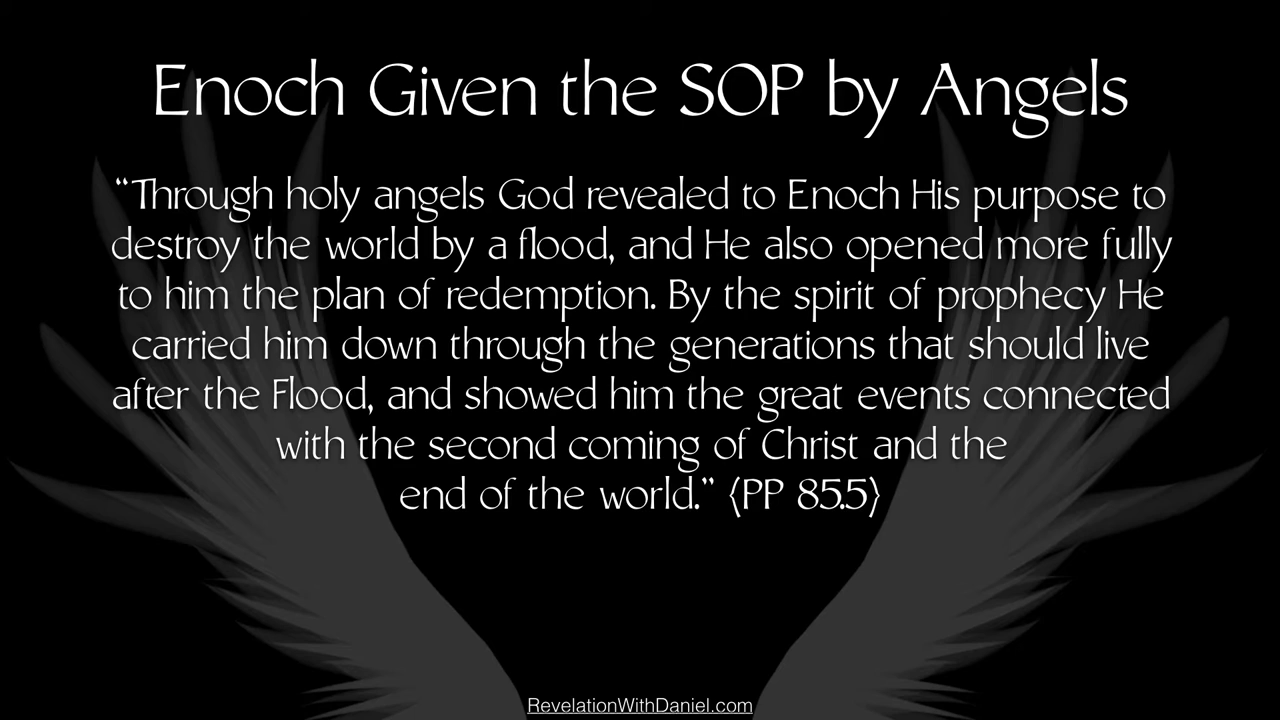 Enoch Given the SOP by Angels
“Through holy angels God revealed to Enoch His purpose to
destroy the world by a flood, and He also opened more fully
to him the plan of redemption. By the spirit of prophecy He
carried him down through the generations that should live
after the Flood, and showed him the great events connected
with the second coming of Christ and the
end of the world.” {PP 85.5}
RevelationWithDaniel.com